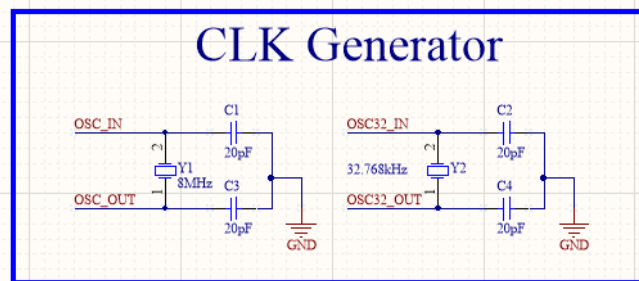 CLK Generator
C1
OSC_IN
2
20pF
Y1
8MHz
1
C3
OSC_OUT
20pF
GND
C2
OSC32_IN
2
20pF
32.768kHz
Y2
1
C4
OSC32_OUT
20pF
GND